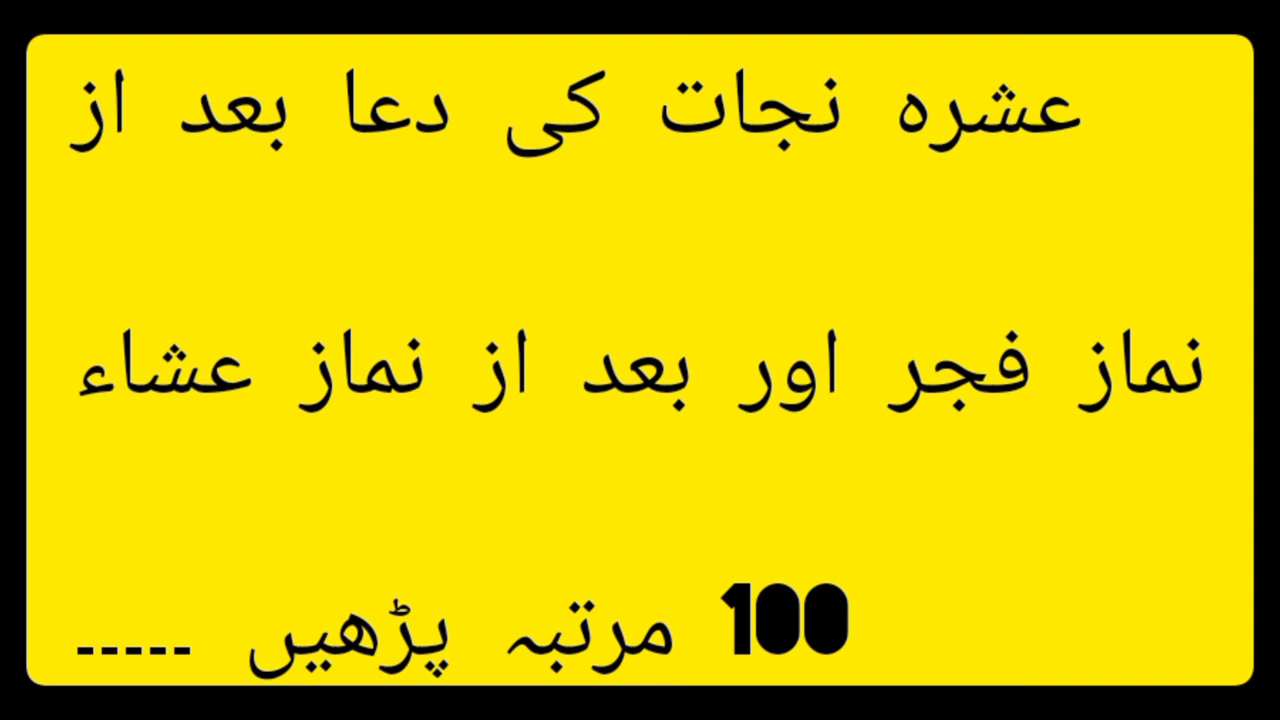 عشرہ نجات کی دعا بعد از
نماز فجر اور بعد از نماز عشاء
100 مرتبہ پڑھیں -----